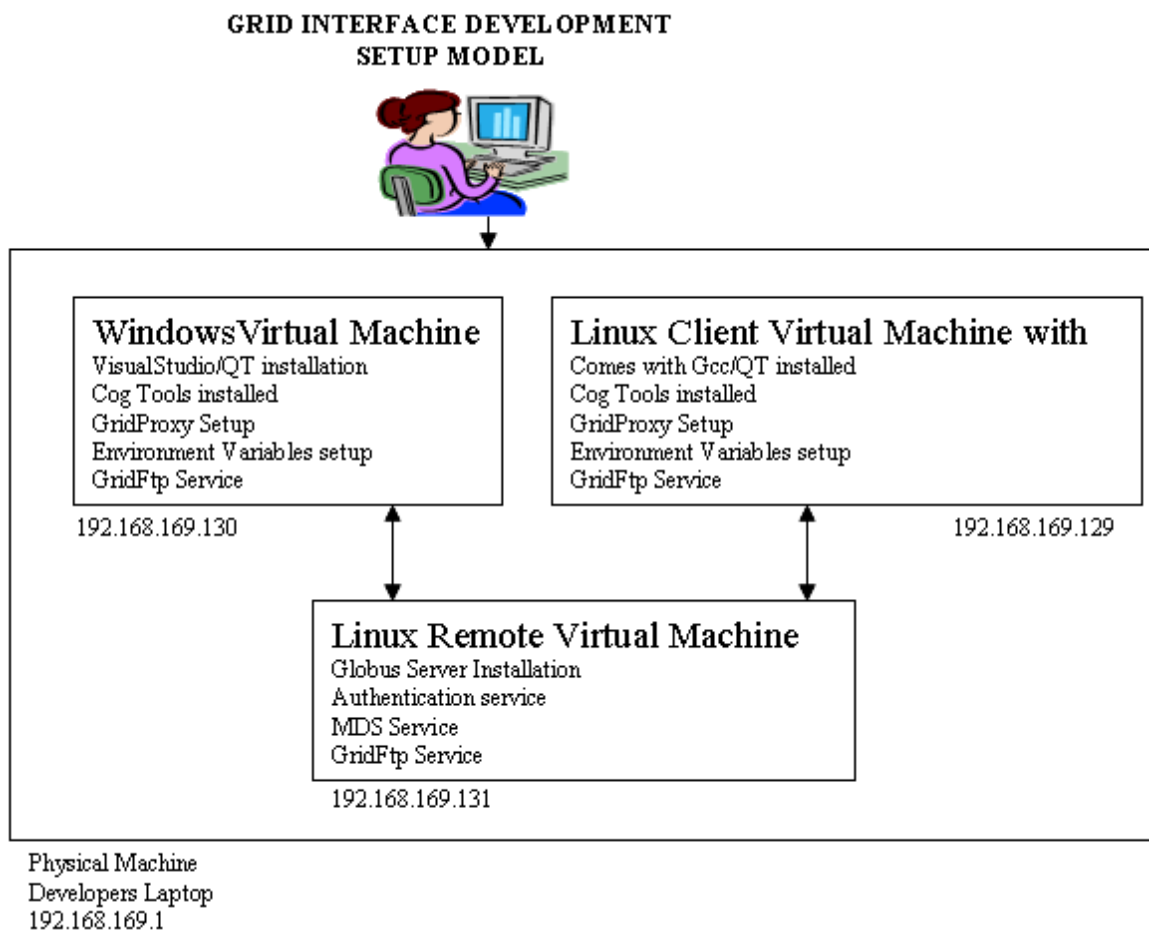 GRID INTERFACE DEVELOPMENT
SETUP MODEL
WindowsVirtual Machine
VisualStudio/QT installation
Cog Tools installed
GridProxy Setup
Environment Variables setup
GridFtp Service
192.168.169.130
Linux Client Virtual Machine with
Comes with Gcc/QT installed
Cog Tools installed
GridProxy Setup
Environment Variables setup
GridFtp Service
192.168.169.129
Linux Remote Virtual Machine
Globus Server Installation
Authentication service
MDS Service
GridFtp Service
192.168.169.131
Physical Machine
Developers Laptop
192.168.169.1